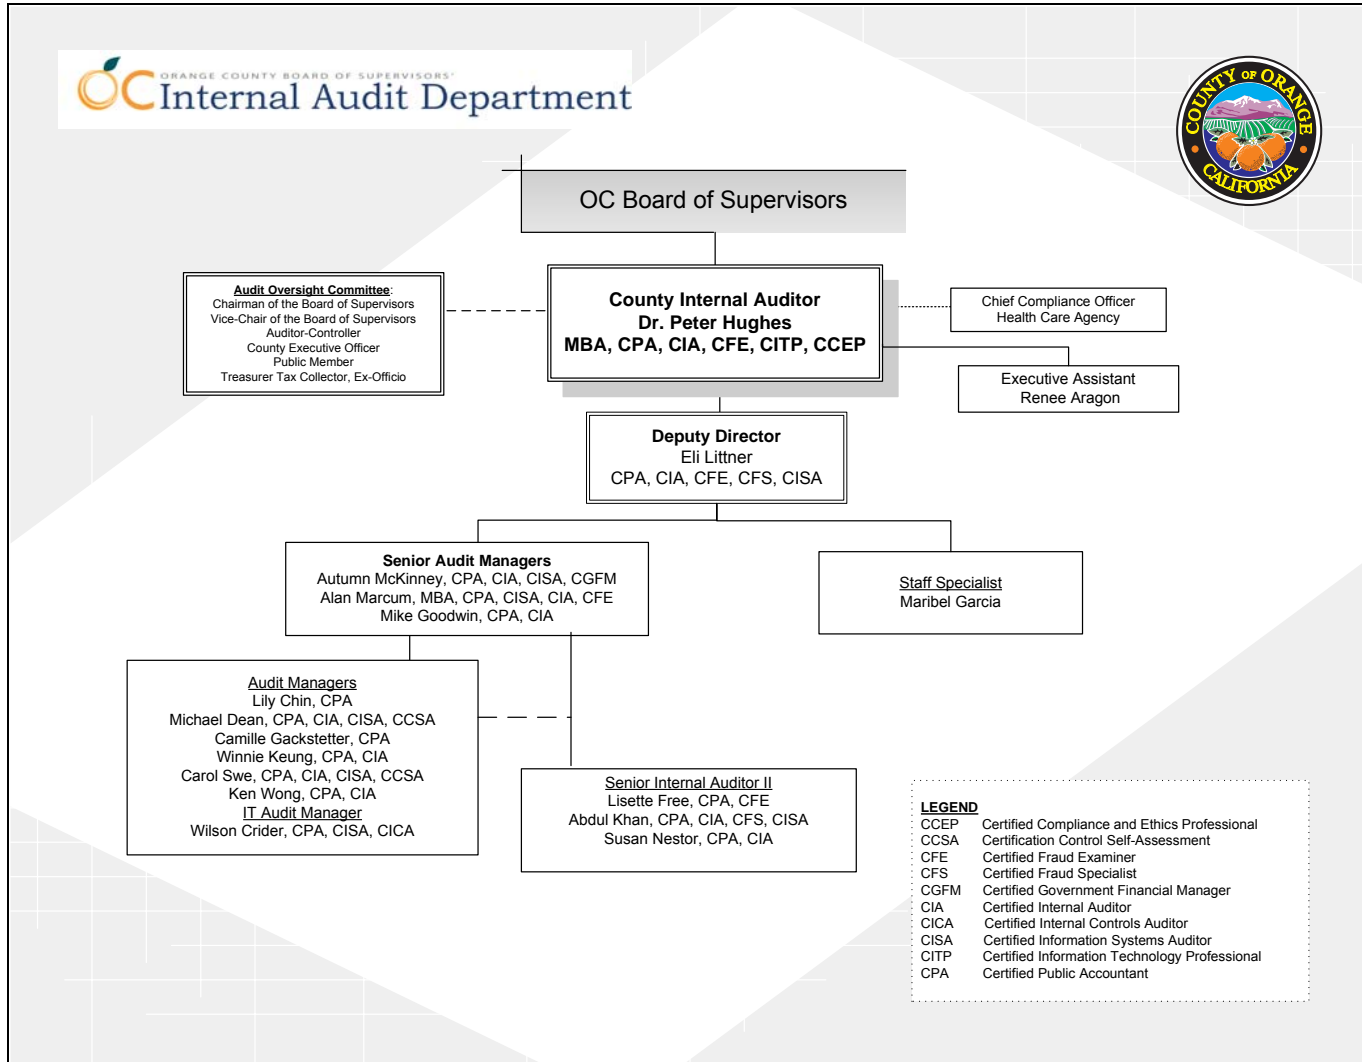 OC ORANGE COUNTY BOARD OF SUPERVISORS'
Internal Audit Department
COUNTY OF ORANGE
CALIFORNIA
OC Board of Supervisors
Audit Oversight Committee:
Chairman of the Board of Supervisors
Vice-Chair of the Board of Supervisors
Auditor-Controller
County Executive Officer
Public Member
Treasurer Tax Collector, Ex-Officio
County Internal Auditor
Dr. Peter Hughes
MBA, CPA, CIA, CFE, CITP, CCEP
Chief Compliance Officer
Health Care Agency
Executive Assistant
Renee Aragon
Deputy Director
Eli Littner
CPA, CIA, CFE, CFS, CISA
Senior Audit Managers
Autumn McKinney, CPA, CIA, CISA, CGFM
Alan Marcum, MBA, CPA, CISA, CIA, CFE
Mike Goodwin, CPA, CIA
Staff Specialist
Maribel Garcia
Audit Managers
Lily Chin, CPA
Michael Dean, CPA, CIA, CISA, CCSA
Camille Gackstetter, CPA
Winnie Keung, CPA, CIA
Carol Swe, CPA, CIA, CISA, CCSA
Ken Wong, CPA, CIA
IT Audit Manager
Wilson Crider, CPA, CISA, CICA
Senior Internal Auditor II
Lisette Free, CPA, CFE
Abdul Khan, CPA, CIA, CFS, CISA
Susan Nestor, CPA, CIA
LEGEND
CCEP Certified Compliance and Ethics Professional
CCSA Certification Control Self-Assessment
CFE Certified Fraud Examiner
CFS Certified Fraud Specialist
CGFM Certified Government Financial Manager
CIA Certified Internal Auditor
CICA Certified Internal Controls Auditor
CISA Certified Information Systems Auditor
CITP Certified Information Technology Professional
CPA Certified Public Accountant